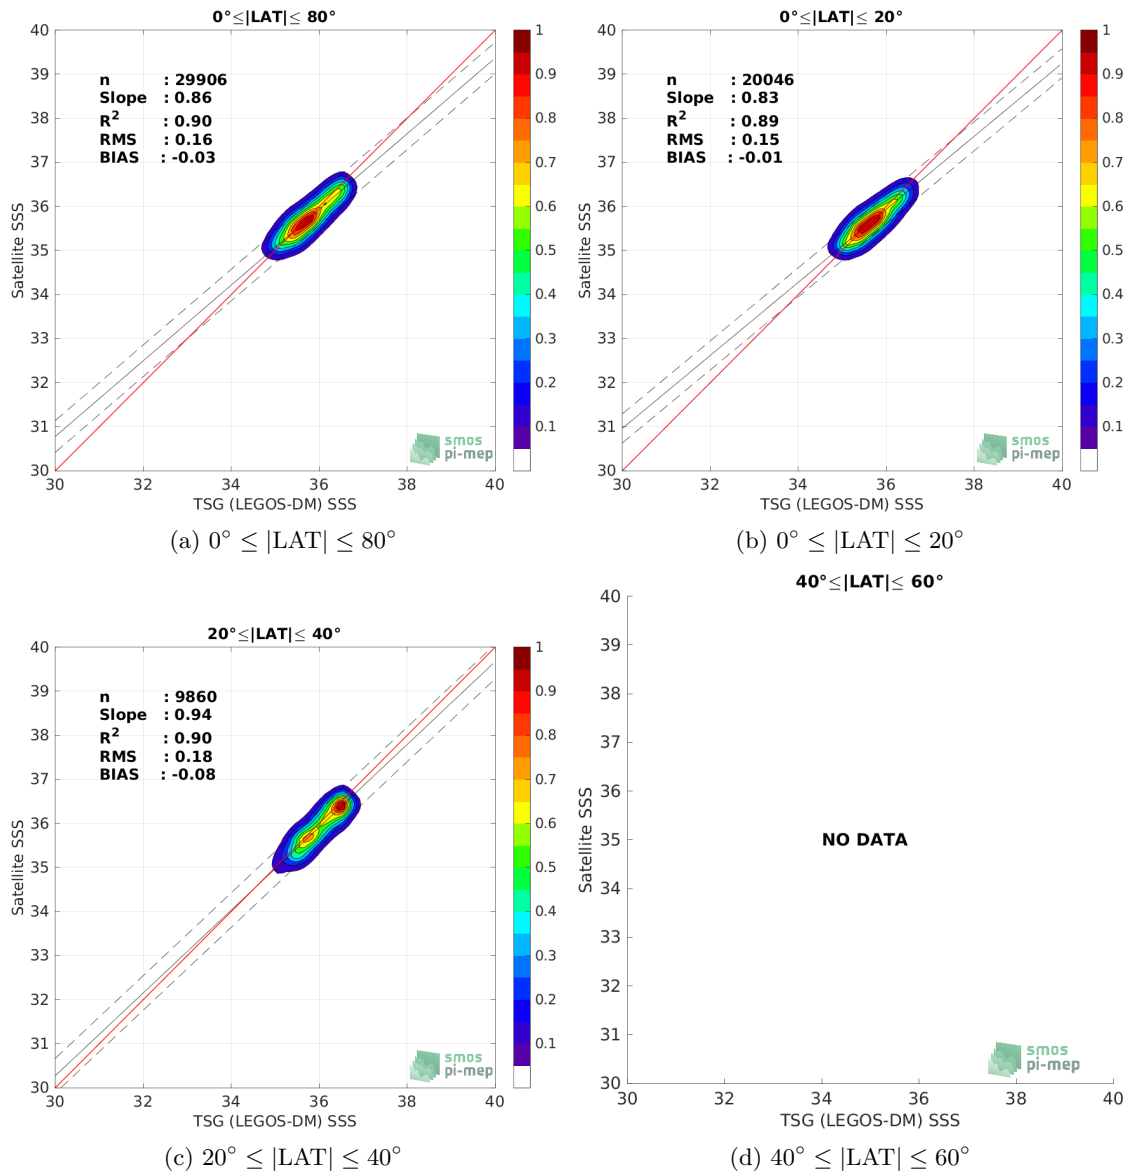 0°≤|LAT|≤ 80°
n : 29906
Slope : 0.86
R² : 0.90
RMS : 0.16
BIAS : -0.03
40
39
38
37
36
35
34
33
32
31
30
Satellite SSS
30 32 34 36 38 40
TSG (LEGOS-DM) SSS
1
0.9
0.8
0.7
0.6
0.5
0.4
0.3
0.2
0.1
smos
pi-mep
(a) 0° ≤ |LAT| ≤ 80°
0°≤|LAT|≤ 20°
n : 20046
Slope : 0.83
R² : 0.89
RMS : 0.15
BIAS : -0.01
40
39
38
37
36
35
34
33
32
31
30
Satellite SSS
30 32 34 36 38 40
TSG (LEGOS-DM) SSS
1
0.9
0.8
0.7
0.6
0.5
0.4
0.3
0.2
0.1
smos
pi-mep
(b) 0° ≤ |LAT| ≤ 20°
20°≤|LAT|≤ 40°
n : 9860
Slope : 0.94
R² : 0.90
RMS : 0.18
BIAS : -0.08
40
39
38
37
36
35
34
33
32
31
30
Satellite SSS
30 32 34 36 38 40
TSG (LEGOS-DM) SSS
1
0.9
0.8
0.7
0.6
0.5
0.4
0.3
0.2
0.1
smos
pi-mep
(c) 20° ≤ |LAT| ≤ 40°
40°≤|LAT|≤ 60°
40
39
38
37
36
35
34
33
32
31
30
Satellite SSS
NO DATA
30 32 34 36 38 40
TSG (LEGOS-DM) SSS
smos
pi-mep
(d) 40° ≤ |LAT| ≤ 60°